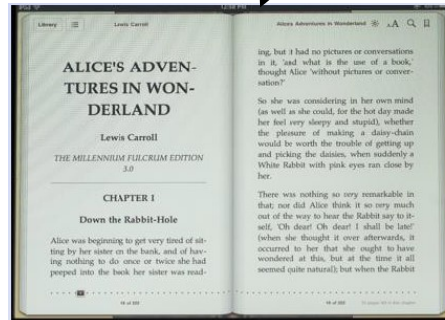 iPad
12:58 PM
Library
Lewis Carroll
Alice's Adventures in Wonderland
AA
ALICE'S ADVEN-
TURES IN WON-
DERLAND
Lewis Carroll
THE MILLENNIUM FULCRUM EDITION
3.0
CHAPTER I
Down the Rabbit-Hole
Alice was beginning to get very tired of sit-
ting by her sister on the bank, and of hav-
ing nothing to do: once or twice she had
peeped into the book her sister was read-
ing, but it had no pictures or conversations
in it, 'and what is the use of a book,'
thought Alice 'without pictures or conver-
sation?'
So she was considering in her own mind
(as well as she could, for the hot day made
her feel very sleepy and stupid), whether
the pleasure of making a daisy-chain
would be worth the trouble of getting up
and picking the daisies, when suddenly a
White Rabbit with pink eyes ran close by
her.
There was nothing so very remarkable in
that; nor did Alice think it so very much
out of the way to hear the Rabbit say to it-
self, 'Oh dear! Oh dear! I shall be late!'
(when she thought it over afterwards, it
occurred to her that she ought to have
wondered at this, but at the time it all
seemed quite natural); but when the Rabbit